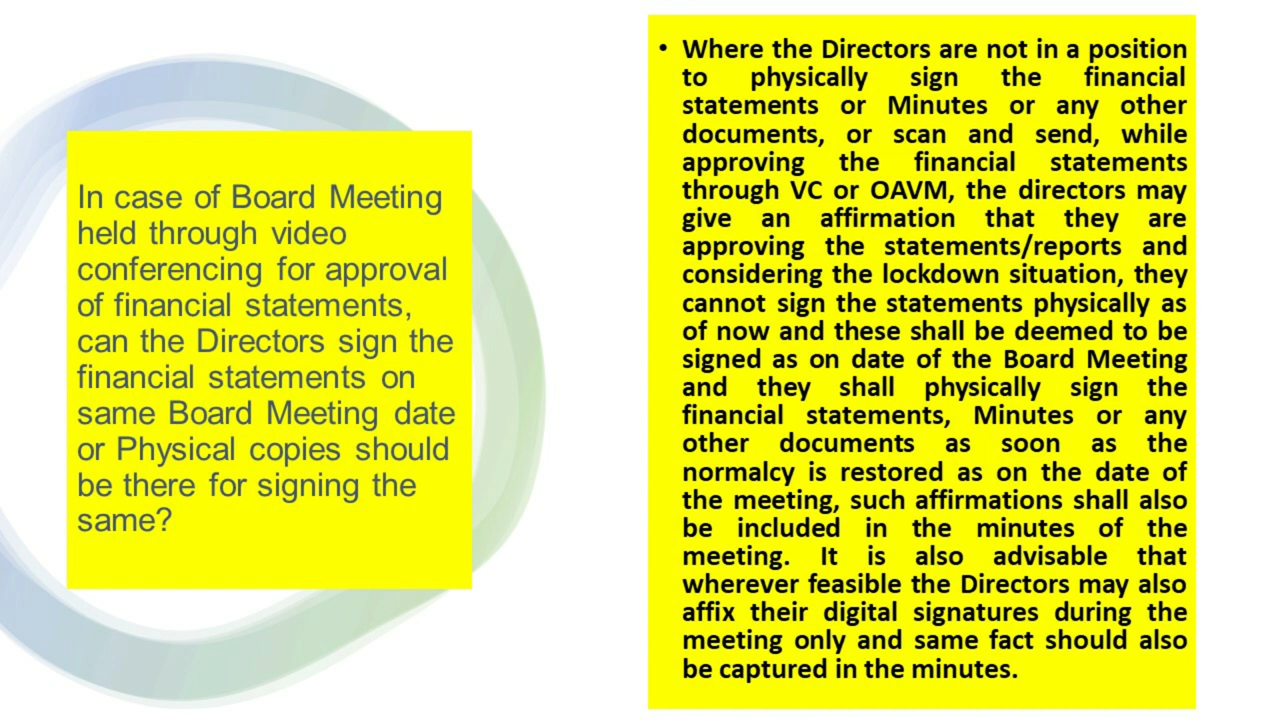 In case of Board Meeting
held through video
conferencing for approval
of financial statements,
can the Directors sign the
financial statements on
same Board Meeting date
or Physical copies should
be there for signing the
same?
• Where the Directors are not in a position
to physically sign the financial
statements or Minutes or any other
documents, or scan and send, while
approving the financial statements
through VC or OAVM, the directors may
give an affirmation that they are
approving the statements/reports and
considering the lockdown situation, they
cannot sign the statements physically as
of now and these shall be deemed to be
signed as on date of the Board Meeting
and they shall physically sign the
financial statements, Minutes or any
other documents as soon as the
normalcy is restored as on the date of
the meeting, such affirmations shall also
be included in the minutes of the
meeting. It is also advisable that
wherever feasible the Directors may also
affix their digital signatures during the
meeting only and same fact should also
be captured in the minutes.